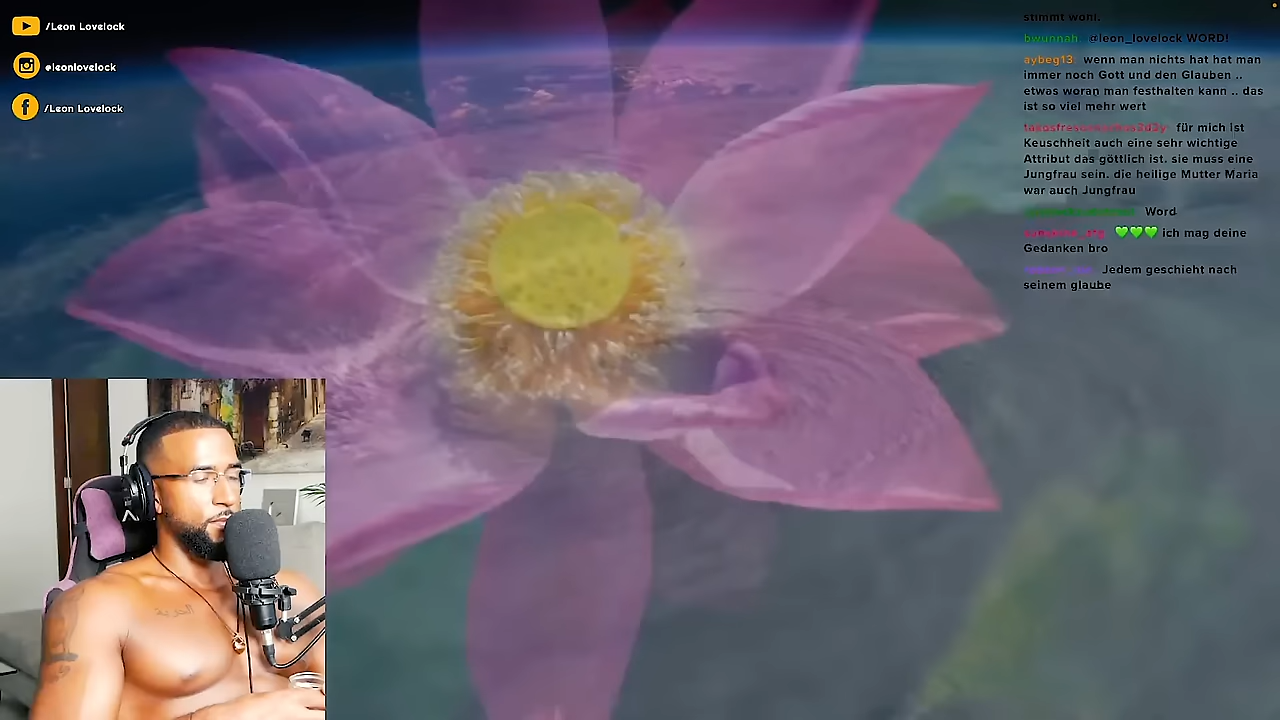 /Leon Lovelock
@leonlovelock
/Leon Lovelock
stimmt wohl.
bwunnah: @leon_lovelock WORD!
aybeg13: wenn man nichts hat hat man
immer noch Gott und den Glauben ..
etwas woran man festhalten kann .. das
ist so viel mehr wert
für mich ist
Keuschheit auch eine sehr wichtige
Attribut das göttlich ist. sie muss eine
Jungfrau sein. die heilige Mutter Maria
war auch Jungfrau
Word
💚💚💚 ich mag deine
Gedanken bro
Jedem geschieht nach
seinem glaube
الحرية